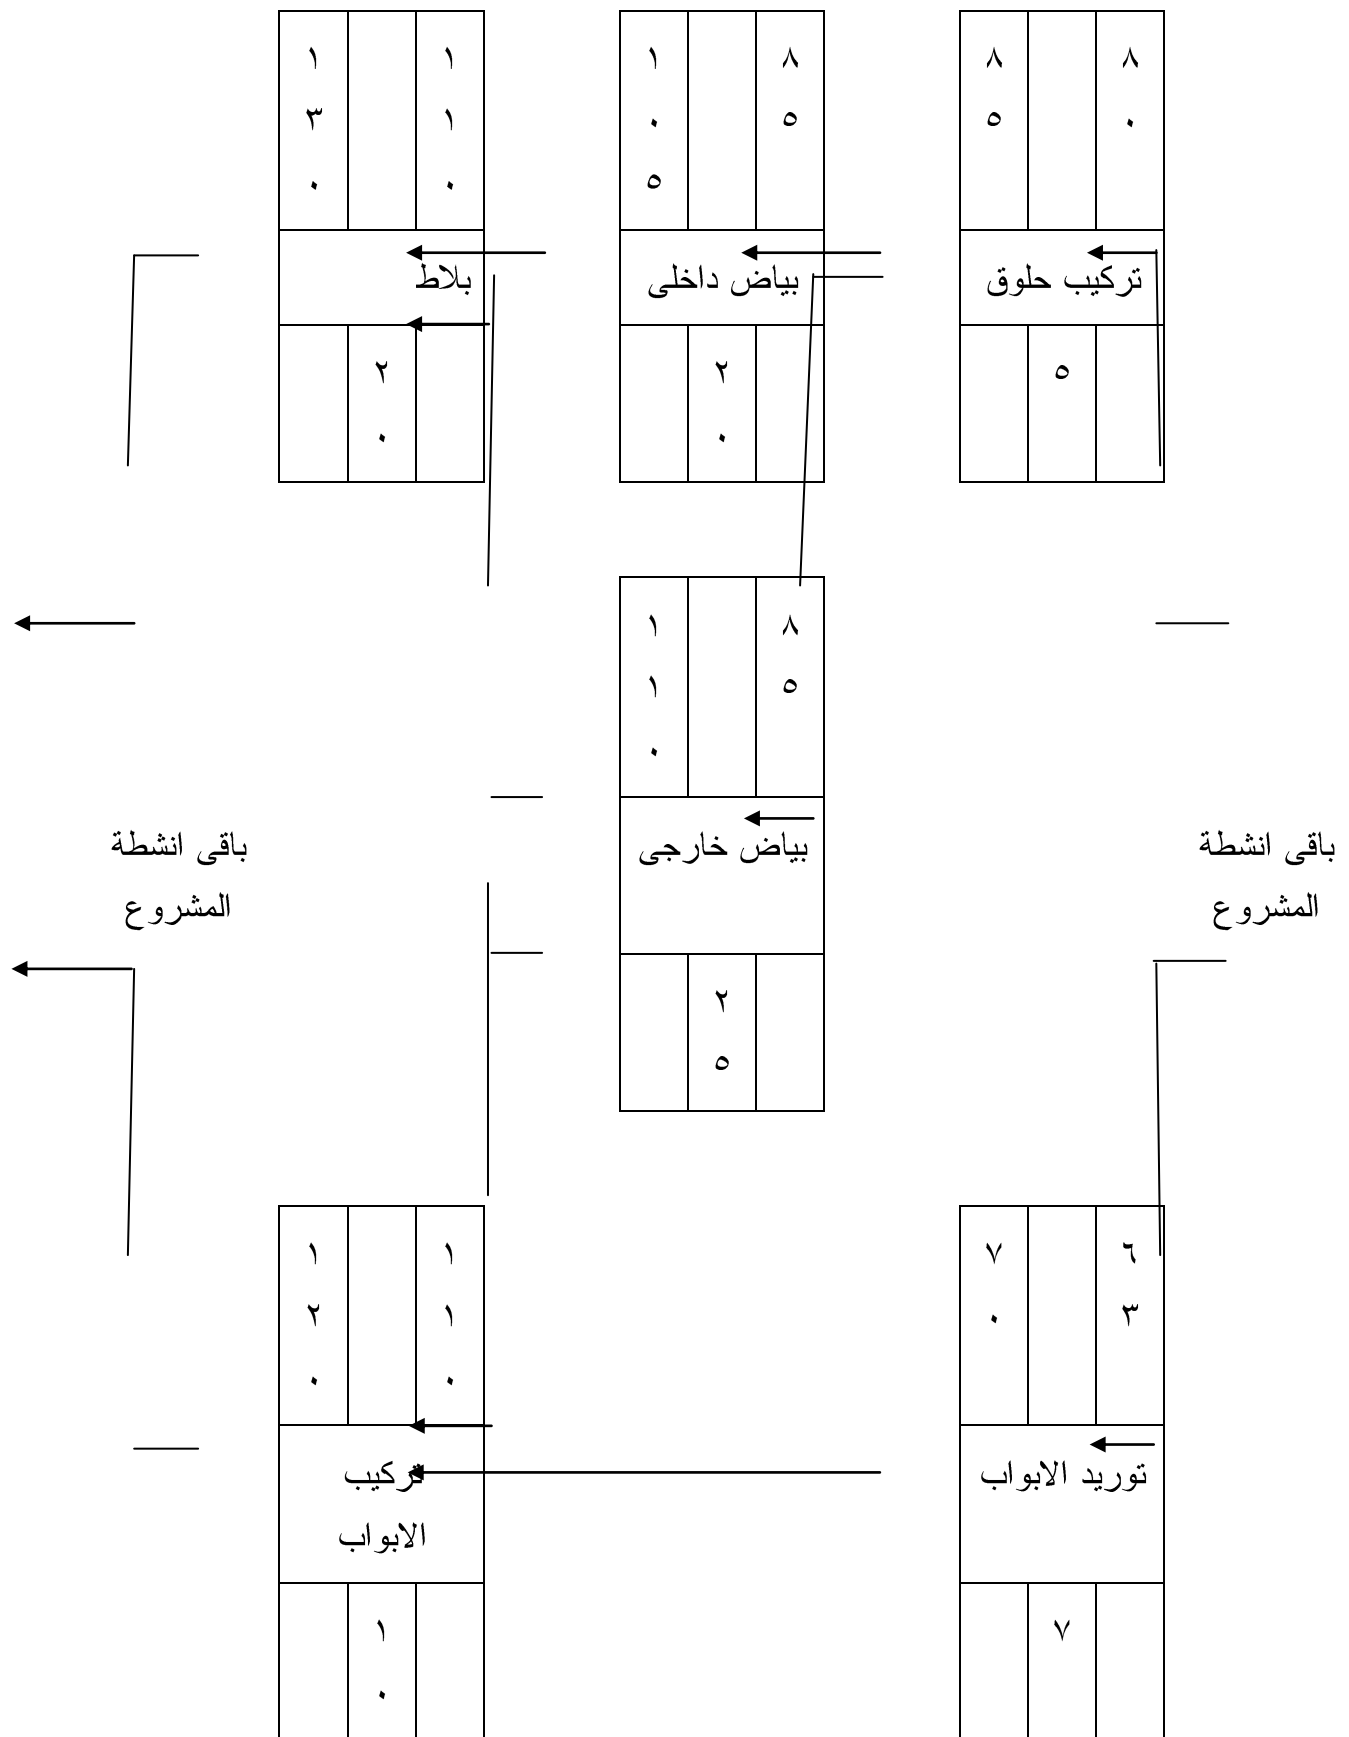 ٨٠ ٨٥
تركيب حلوق
٥
٨٥ ١٠٥
بياض داخلى
٢٠
١١٠ ١٣٠
بلاط
٢٠
٨٥ ١١٠
بياض خارجى
٢٥
باقى انشطة
المشروع
باقى انشطة
المشروع
٦٣ ٧٠
توريد الابواب
٧
١١٠ ١٢٠
تركيب
الابواب
١٠